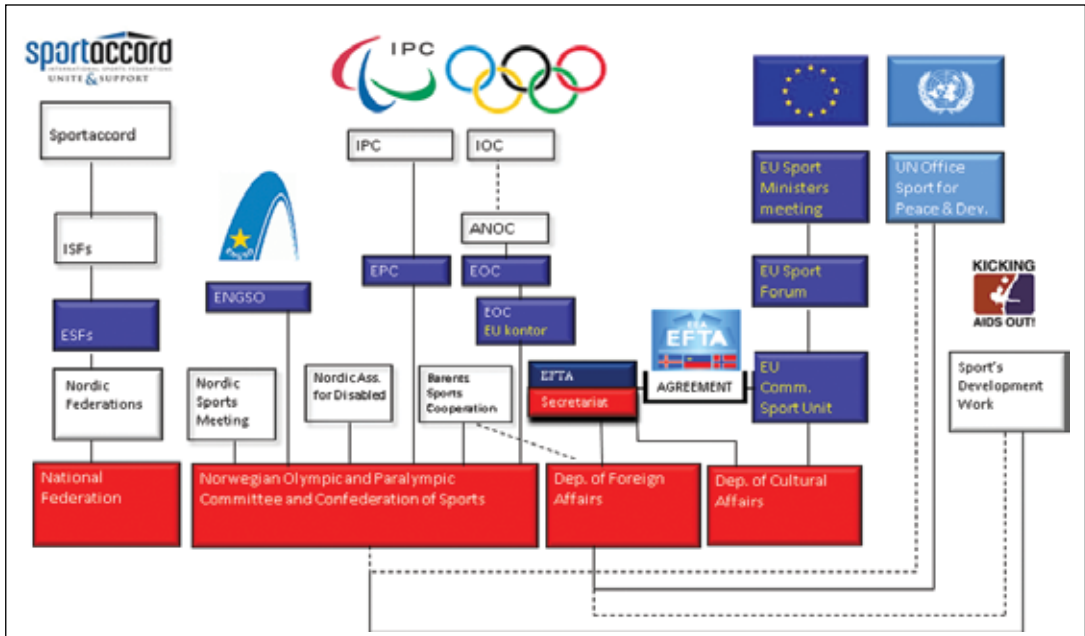 sportaccord
INTERNATIONAL SPORTS FEDERATIONS
UNITE & SUPPORT
IPC
Sportaccord
ISFs
ESFs
Nordic
Federations
National
Federation
ENGSO
ENGSO
Nordic
Sports
Meeting
Nordic Ass.
for Disabled
IPC
EPC
IOC
ANOC
EOC
EOC
EU kontor
Barents
Sports
Cooperation
Norwegian Olympic and Paralympic
Committee and Confederation of Sports
EFTA
Secretariat
EFTA
AGREEMENT
Dep. of Foreign
Affairs
EU Sport
Ministers
meeting
EU Sport
Forum
EU
Comm.
Sport Unit
Dep. of Cultural
Affairs
UN Office
Sport for
Peace & Dev.
KICKING
AIDS OUT!
Sport's
Development
Work